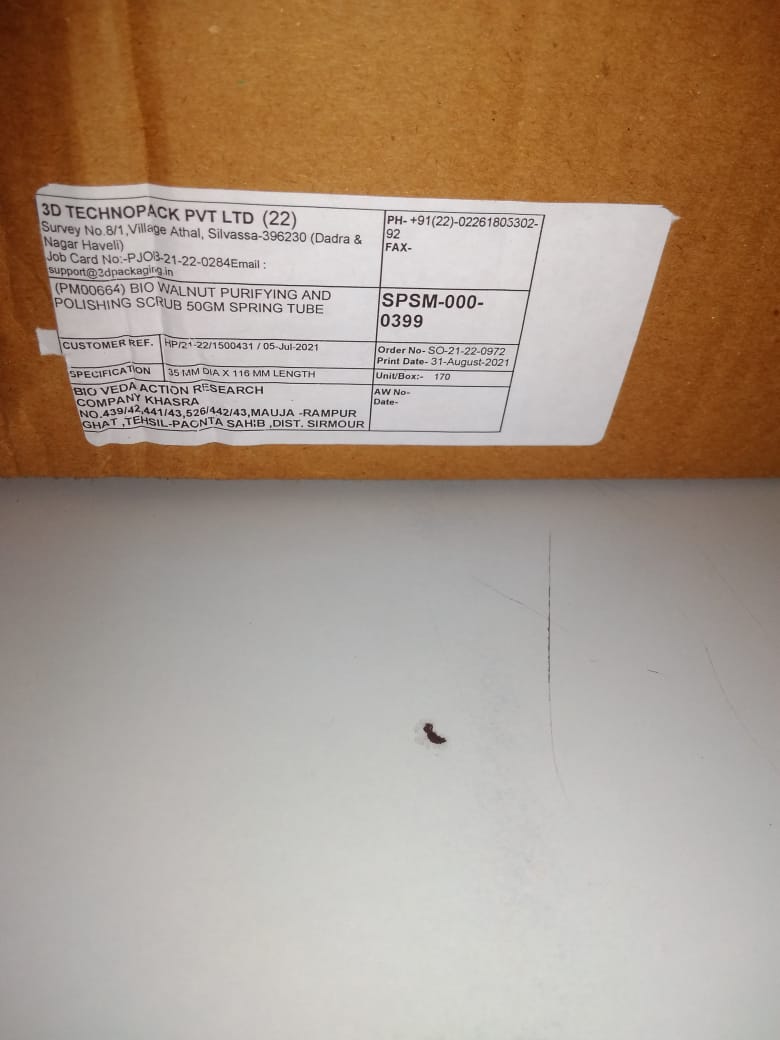 3D TECHNOPACK PVT LTD (22)
Survey No.8/1,Village Athal, Silvassa-396230 (Dadra &
Nagar Haveli)
Job Card No:-PJOB-21-22-0284Email :
support@3dpackaging.in
PH- +91(22)-02261805302-
92
FAX-
(PM00664) BIO WALNUT PURIFYING AND
POLISHING SCRUB 50GM SPRING TUBE
SPSM-000-
0399
CUSTOMER REF. HP/21-22/1500431 / 05-Jul-2021
Order No- SO-21-22-0972
Print Date- 31-August-2021
SPECIFICATION 35 MM DIA X 116 MM LENGTH
Unit/Box:- 170
BIO VEDA ACTION RESEARCH
COMPANY KHASRA
NO.439/42,441/43,526/442/43,MAUJA -RAMPUR
GHAT ,TEHSIL-PAONTA SAHIB ,DIST. SIRMOUR
AW No-
Date-